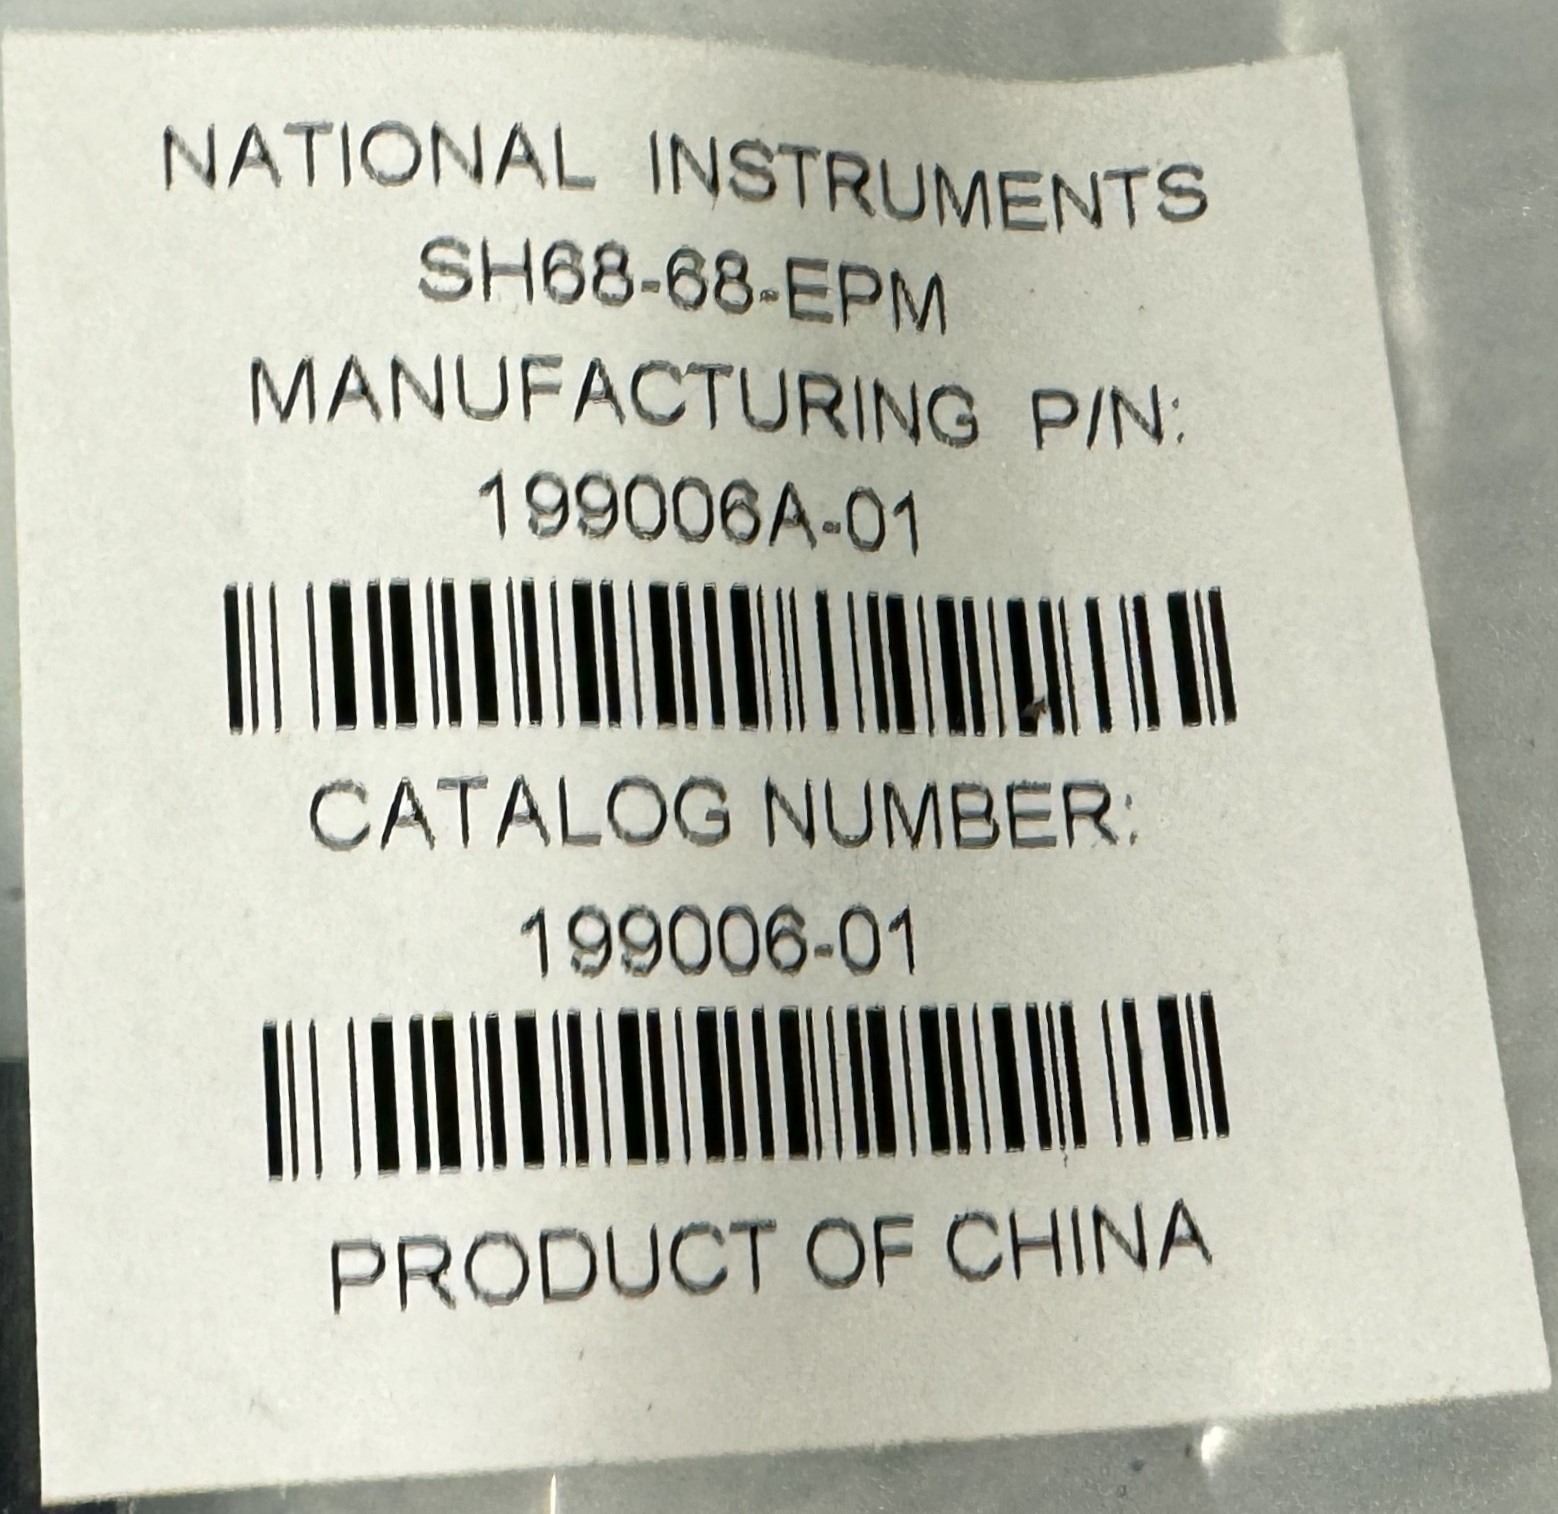 NATIONAL INSTRUMENTS
SH68-68-EPM
MANUFACTURING P/N:
199006A-01
CATALOG NUMBER:
199006-01
PRODUCT OF CHINA